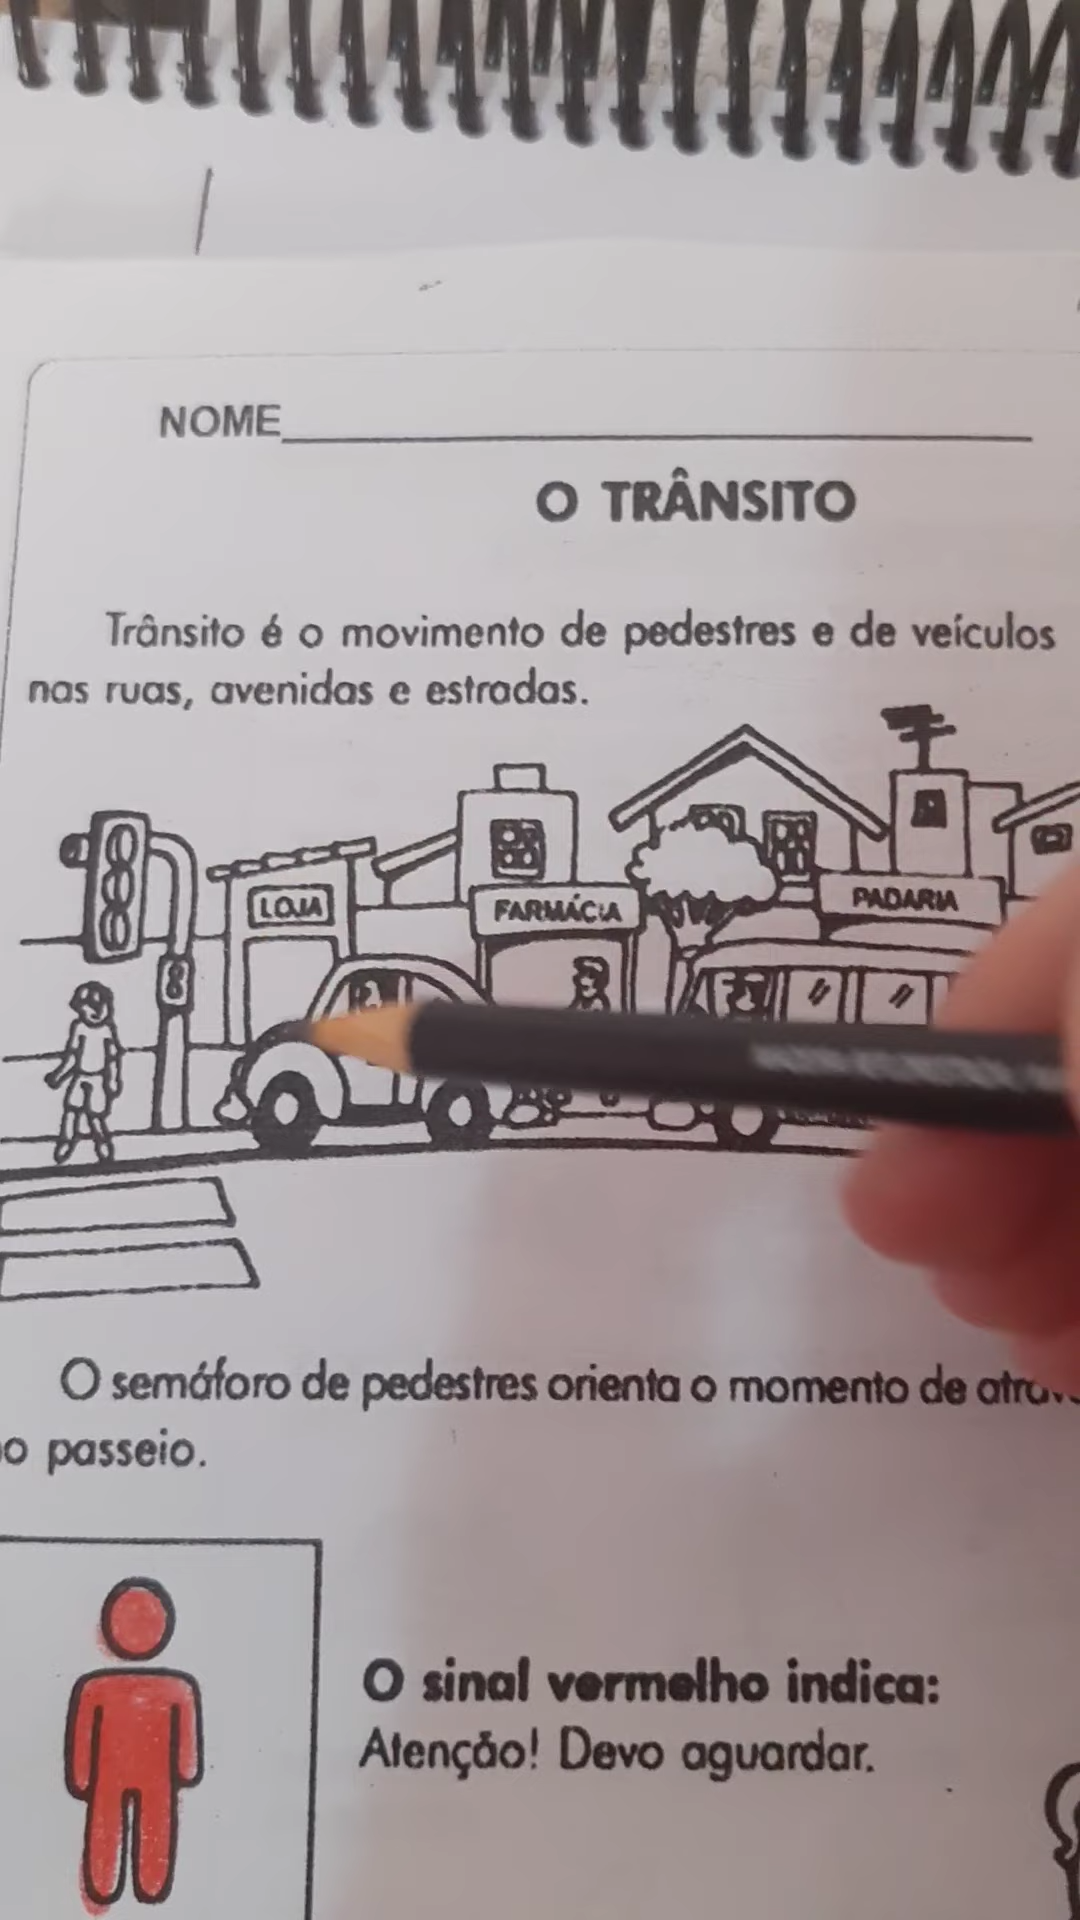 NOME
O TRÂNSITO
Trânsito é o movimento de pedestres e de veículos
nas ruas, avenidas e estradas.
LOJA
FARMÁCIA
PADARIA
O semáforo de pedestres orienta o momento de
passeio.
O sinal vermelho indica:
Atenção! Devo aguardar.